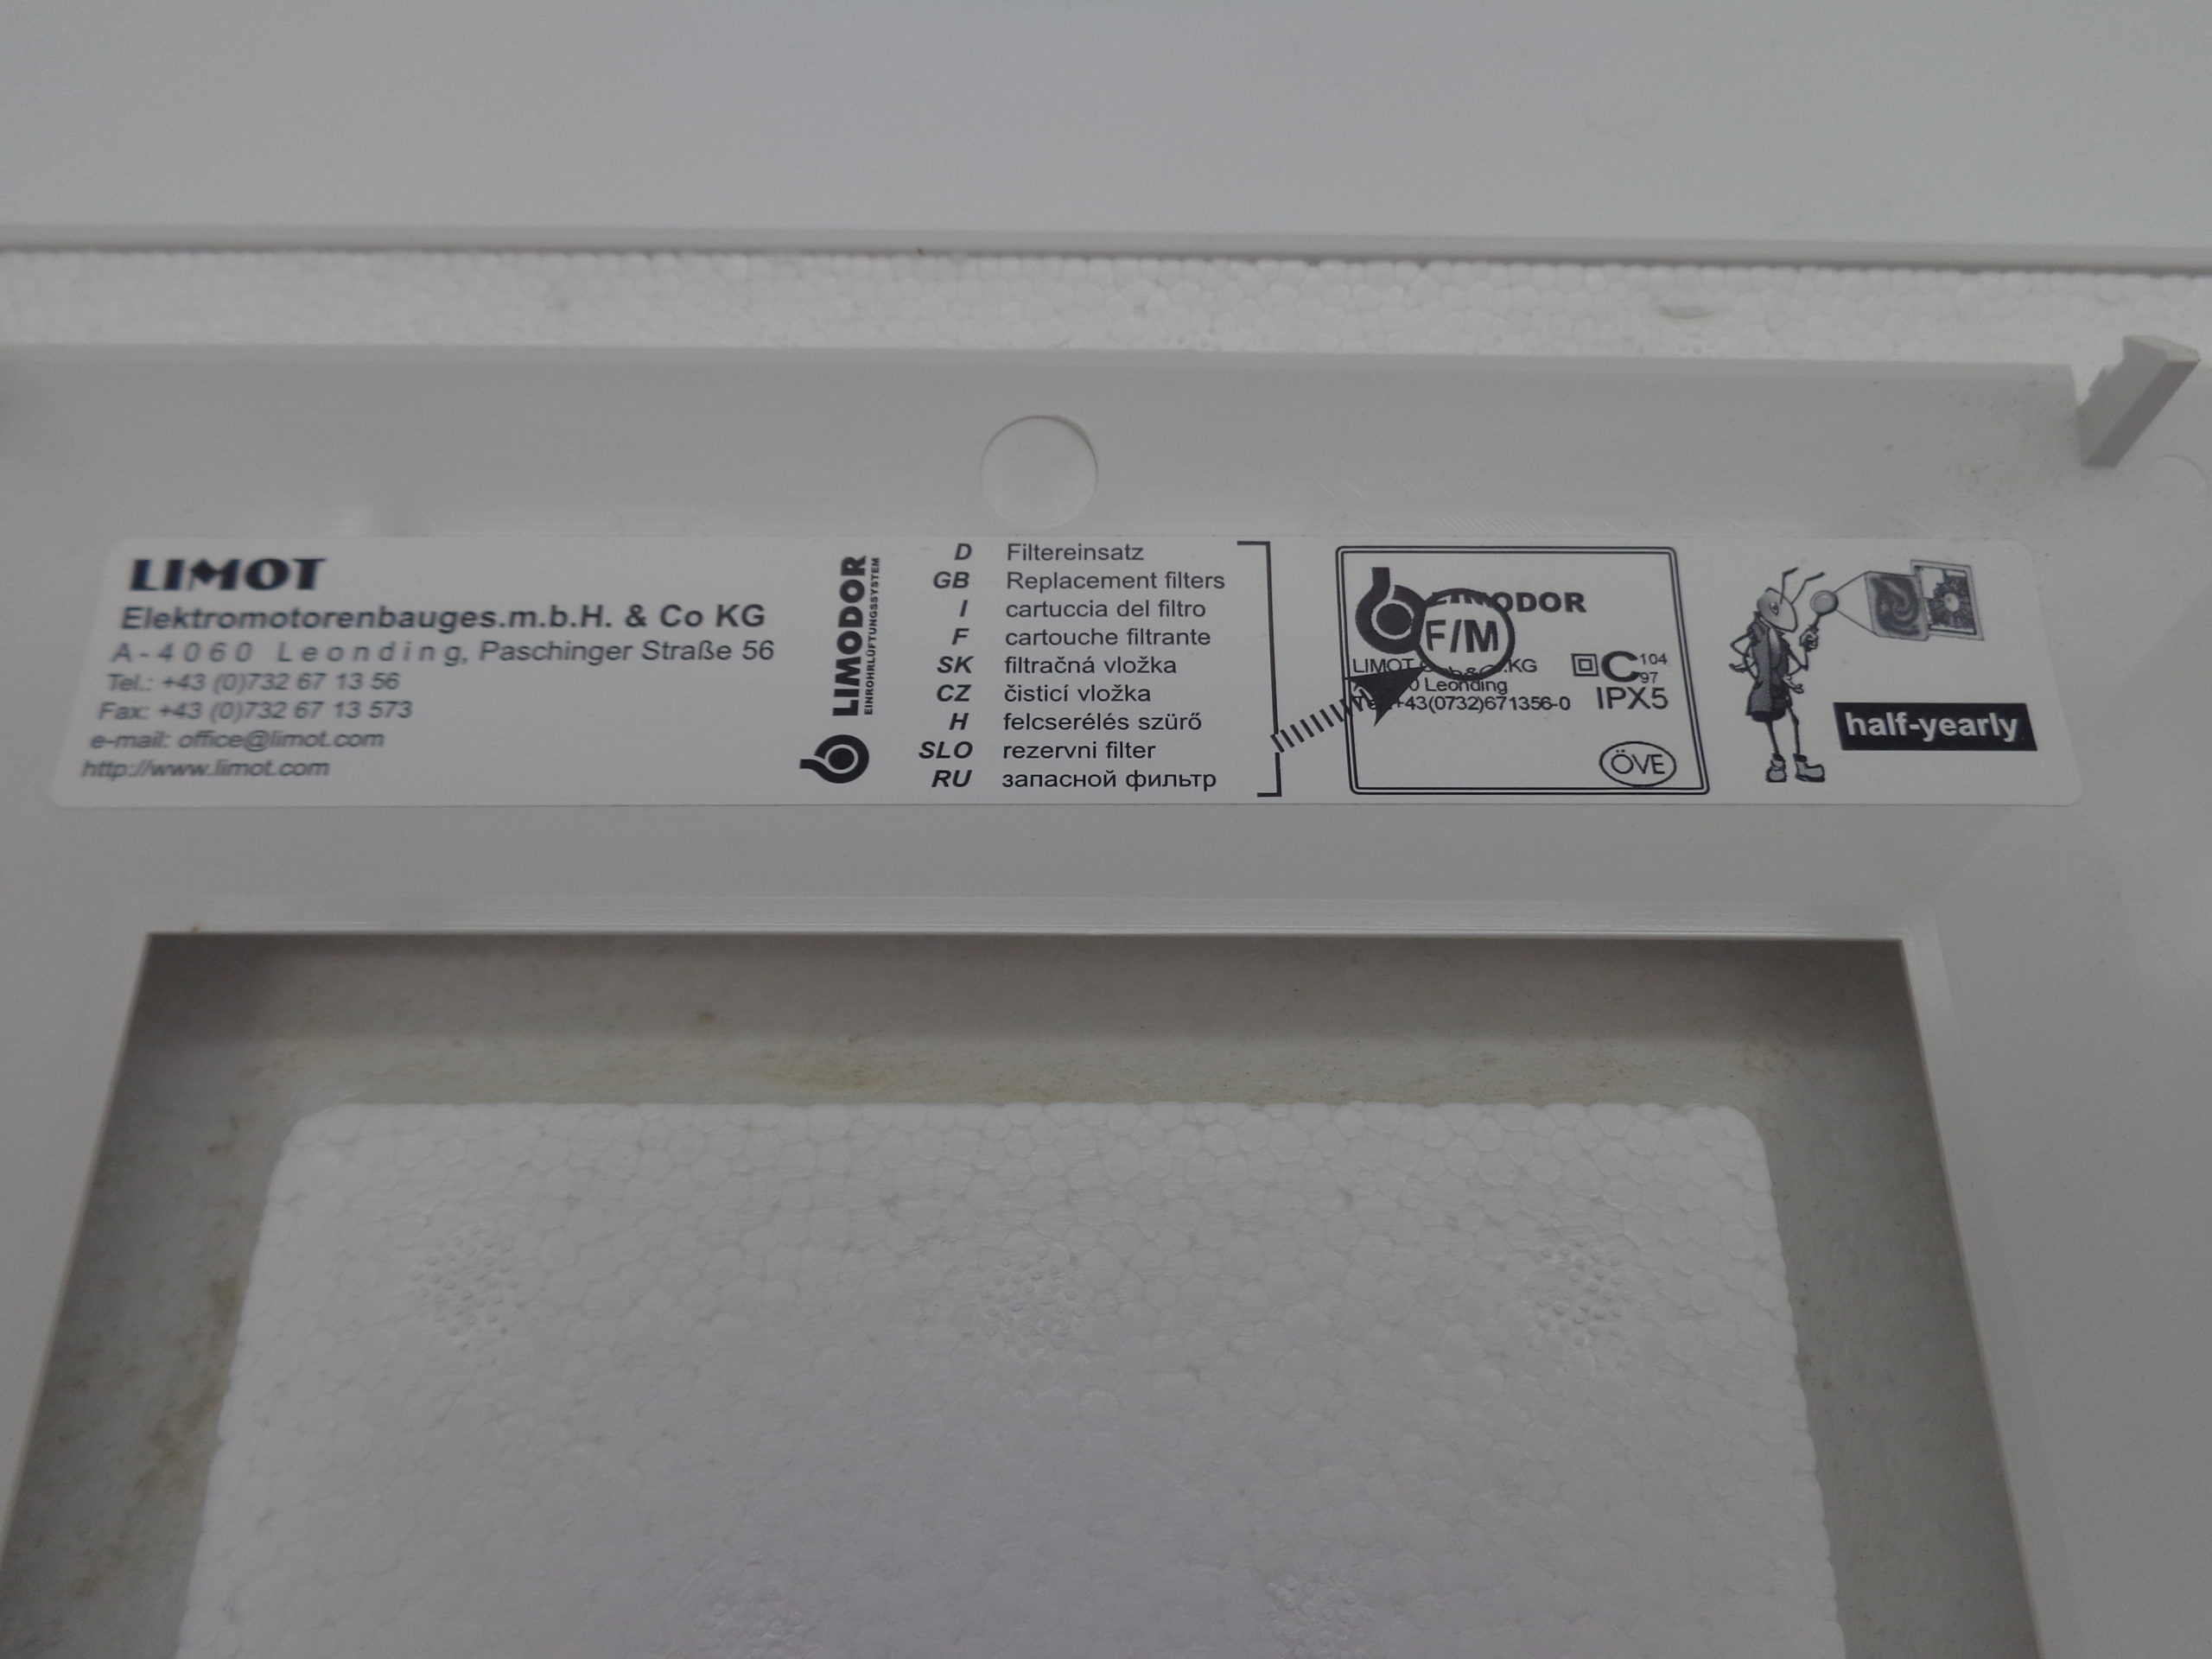 LIMOT
Elektromotorenbauges.m.b.H. & Co KG
A-4060 Leonding, Paschinger Straße 56
Tel.: +43 (0)732 67 13 56
Fax: +43 (0)732 67 13 573
e-mail: office@limot.com
http://www.limot.com
LIMODOR
EINROHRLÜFTUNGSSYSTEM
D Filtereinsatz
GB Replacement filters
I cartuccia del filtro
F cartouche filtrante
SK filtračná vložka
CZ čisticí vložka
H felcserélés szürő
SLO rezervni filter
RU запасной фильтр
LIMODOR
F/M
LIMOT KG
Leonding
+43(0732)671356-0
C 104
97
IPX5
ÖVE
half-yearly